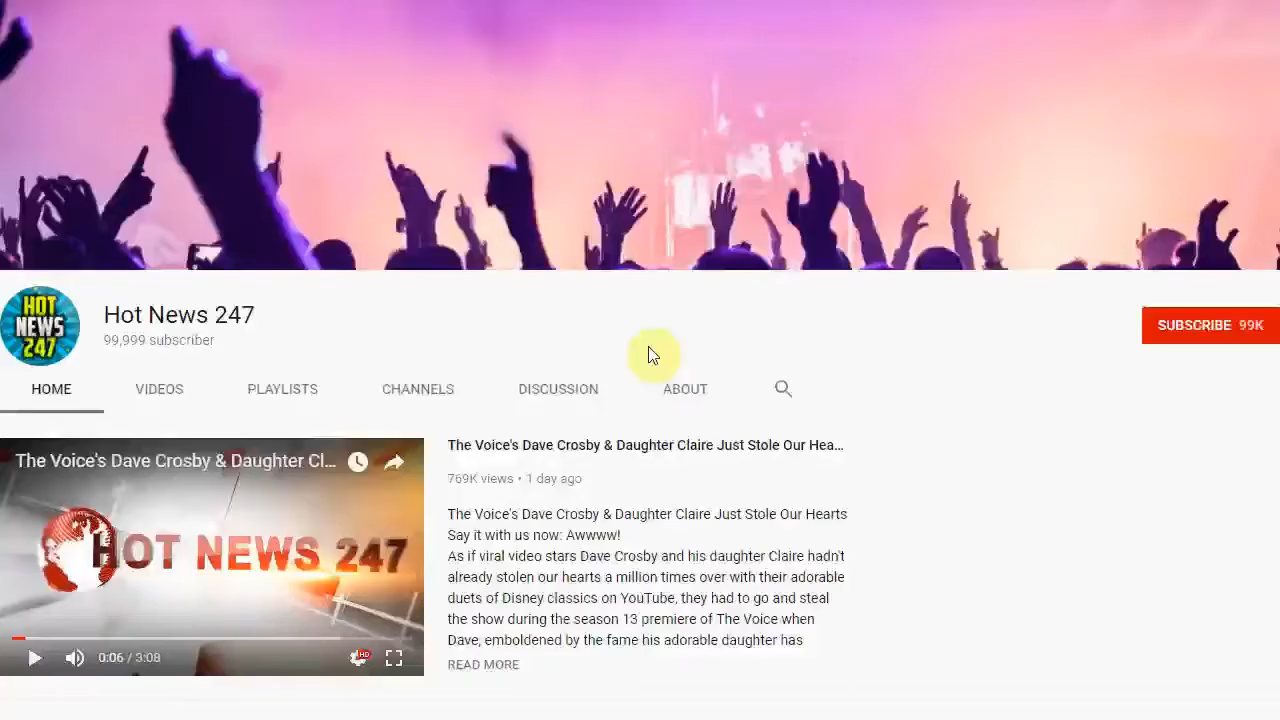 HOT
NEWS
247
Hot News 247
99,999 subscriber
SUBSCRIBE 99K
HOME VIDEOS PLAYLISTS CHANNELS DISCUSSION ABOUT
The Voice's Dave Crosby & Daughter Cl...
HOT NEWS 247
HD
0:06 / 3:08
The Voice's Dave Crosby & Daughter Claire Just Stole Our Hea...
769K views • 1 day ago
The Voice's Dave Crosby & Daughter Claire Just Stole Our Hearts
Say it with us now: Awwww!
As if viral video stars Dave Crosby and his daughter Claire hadn't
already stolen our hearts a million times over with their adorable
duets of Disney classics on YouTube, they had to go and steal
the show during the season 13 premiere of The Voice when
Dave, emboldened by the fame his adorable daughter has
READ MORE